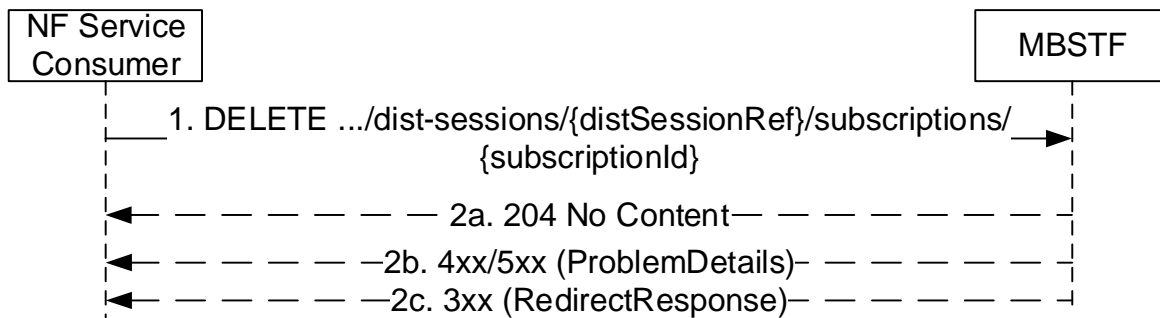 NF Service
Consumer
MBSTF
1. DELETE .../dist-sessions/{distSessionRef}/subscriptions/
{subscriptionId}
2a. 204 No Content
2b. 4xx/5xx (ProblemDetails)
2c. 3xx (RedirectResponse)